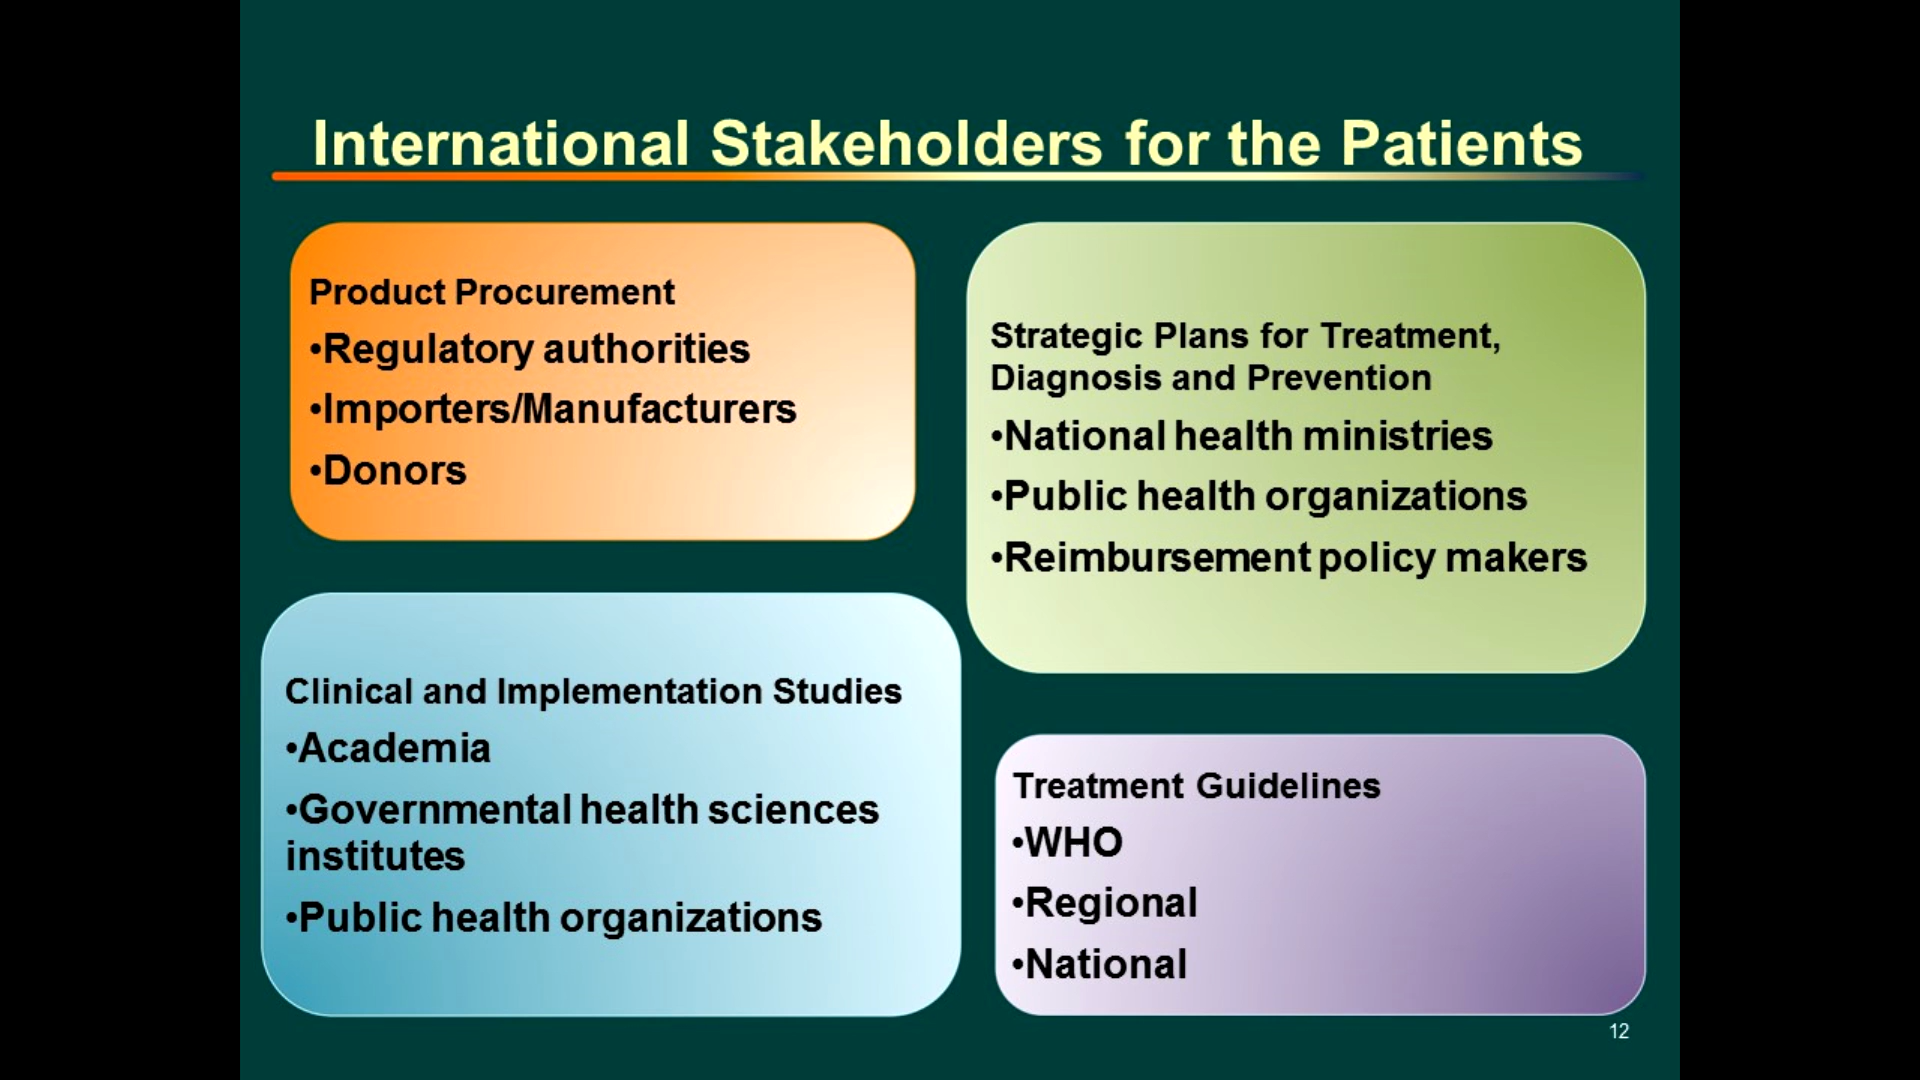 International Stakeholders for the Patients
Product Procurement
•Regulatory authorities
•Importers/Manufacturers
•Donors
Strategic Plans for Treatment,
Diagnosis and Prevention
•National health ministries
•Public health organizations
•Reimbursement policy makers
Clinical and Implementation Studies
•Academia
•Governmental health sciences
institutes
•Public health organizations
Treatment Guidelines
•WHO
•Regional
•National
12